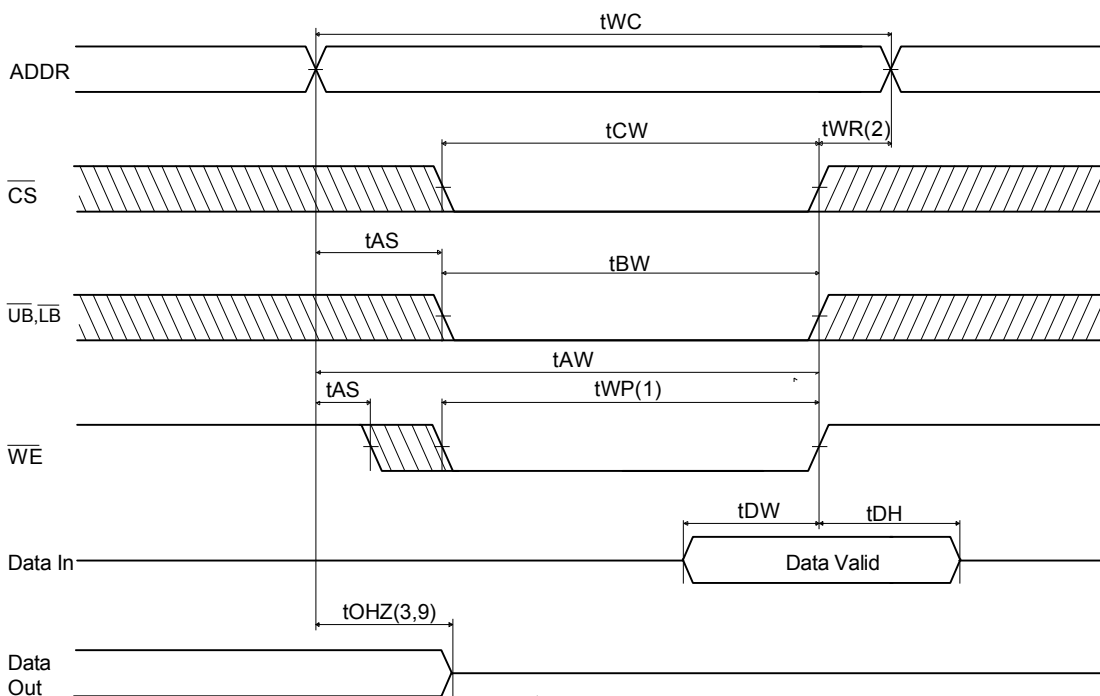 tWC
ADDR
tCW
tWR(2)
CS
tAS
tBW
UB,LB
tAW
tAS
tWP(1)
WE
tDW
tDH
Data In
Data Valid
tOHZ(3,9)
Data
Out